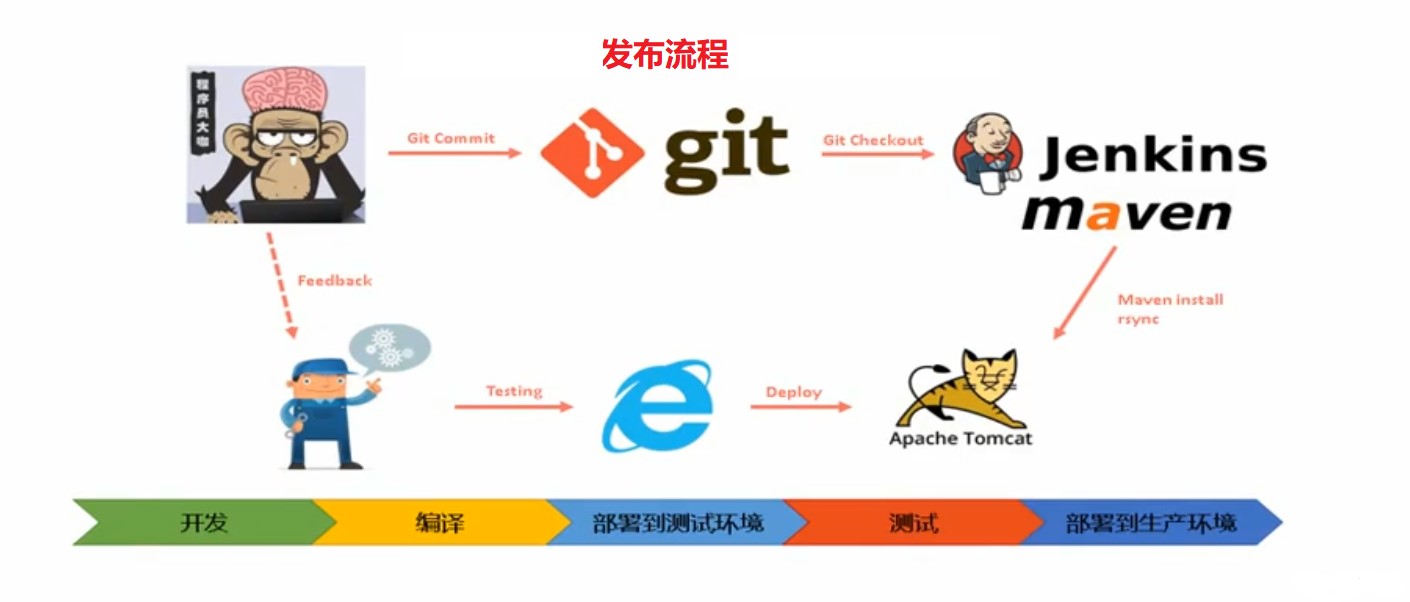 发布流程
程序员大咖
Git Commit
git
Git Checkout
Jenkins
maven
Feedback
Maven install
rsync
Testing
Deploy
Apache Tomcat
开发
编译
部署到测试环境
测试
部署到生产环境